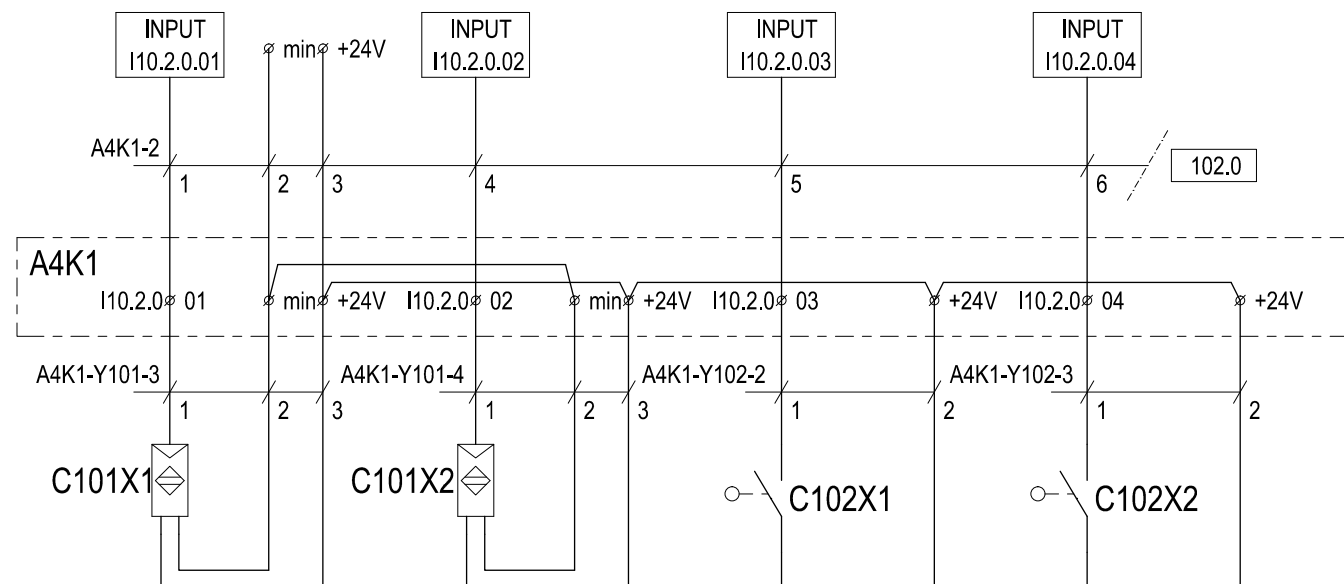 INPUT
I10.2.0.01
min
+24V
INPUT
I10.2.0.02
INPUT
I10.2.0.03
INPUT
I10.2.0.04
A4K1-2
1
2
3
4
5
6
102.0
A4K1
I10.2.0 01
min
+24V
I10.2.0 02
min
+24V
I10.2.0 03
+24V
I10.2.0 04
+24V
A4K1-Y101-3
1
2
3
A4K1-Y101-4
1
2
3
A4K1-Y102-2
1
2
A4K1-Y102-3
1
2
C101X1
C101X2
C102X1
C102X2